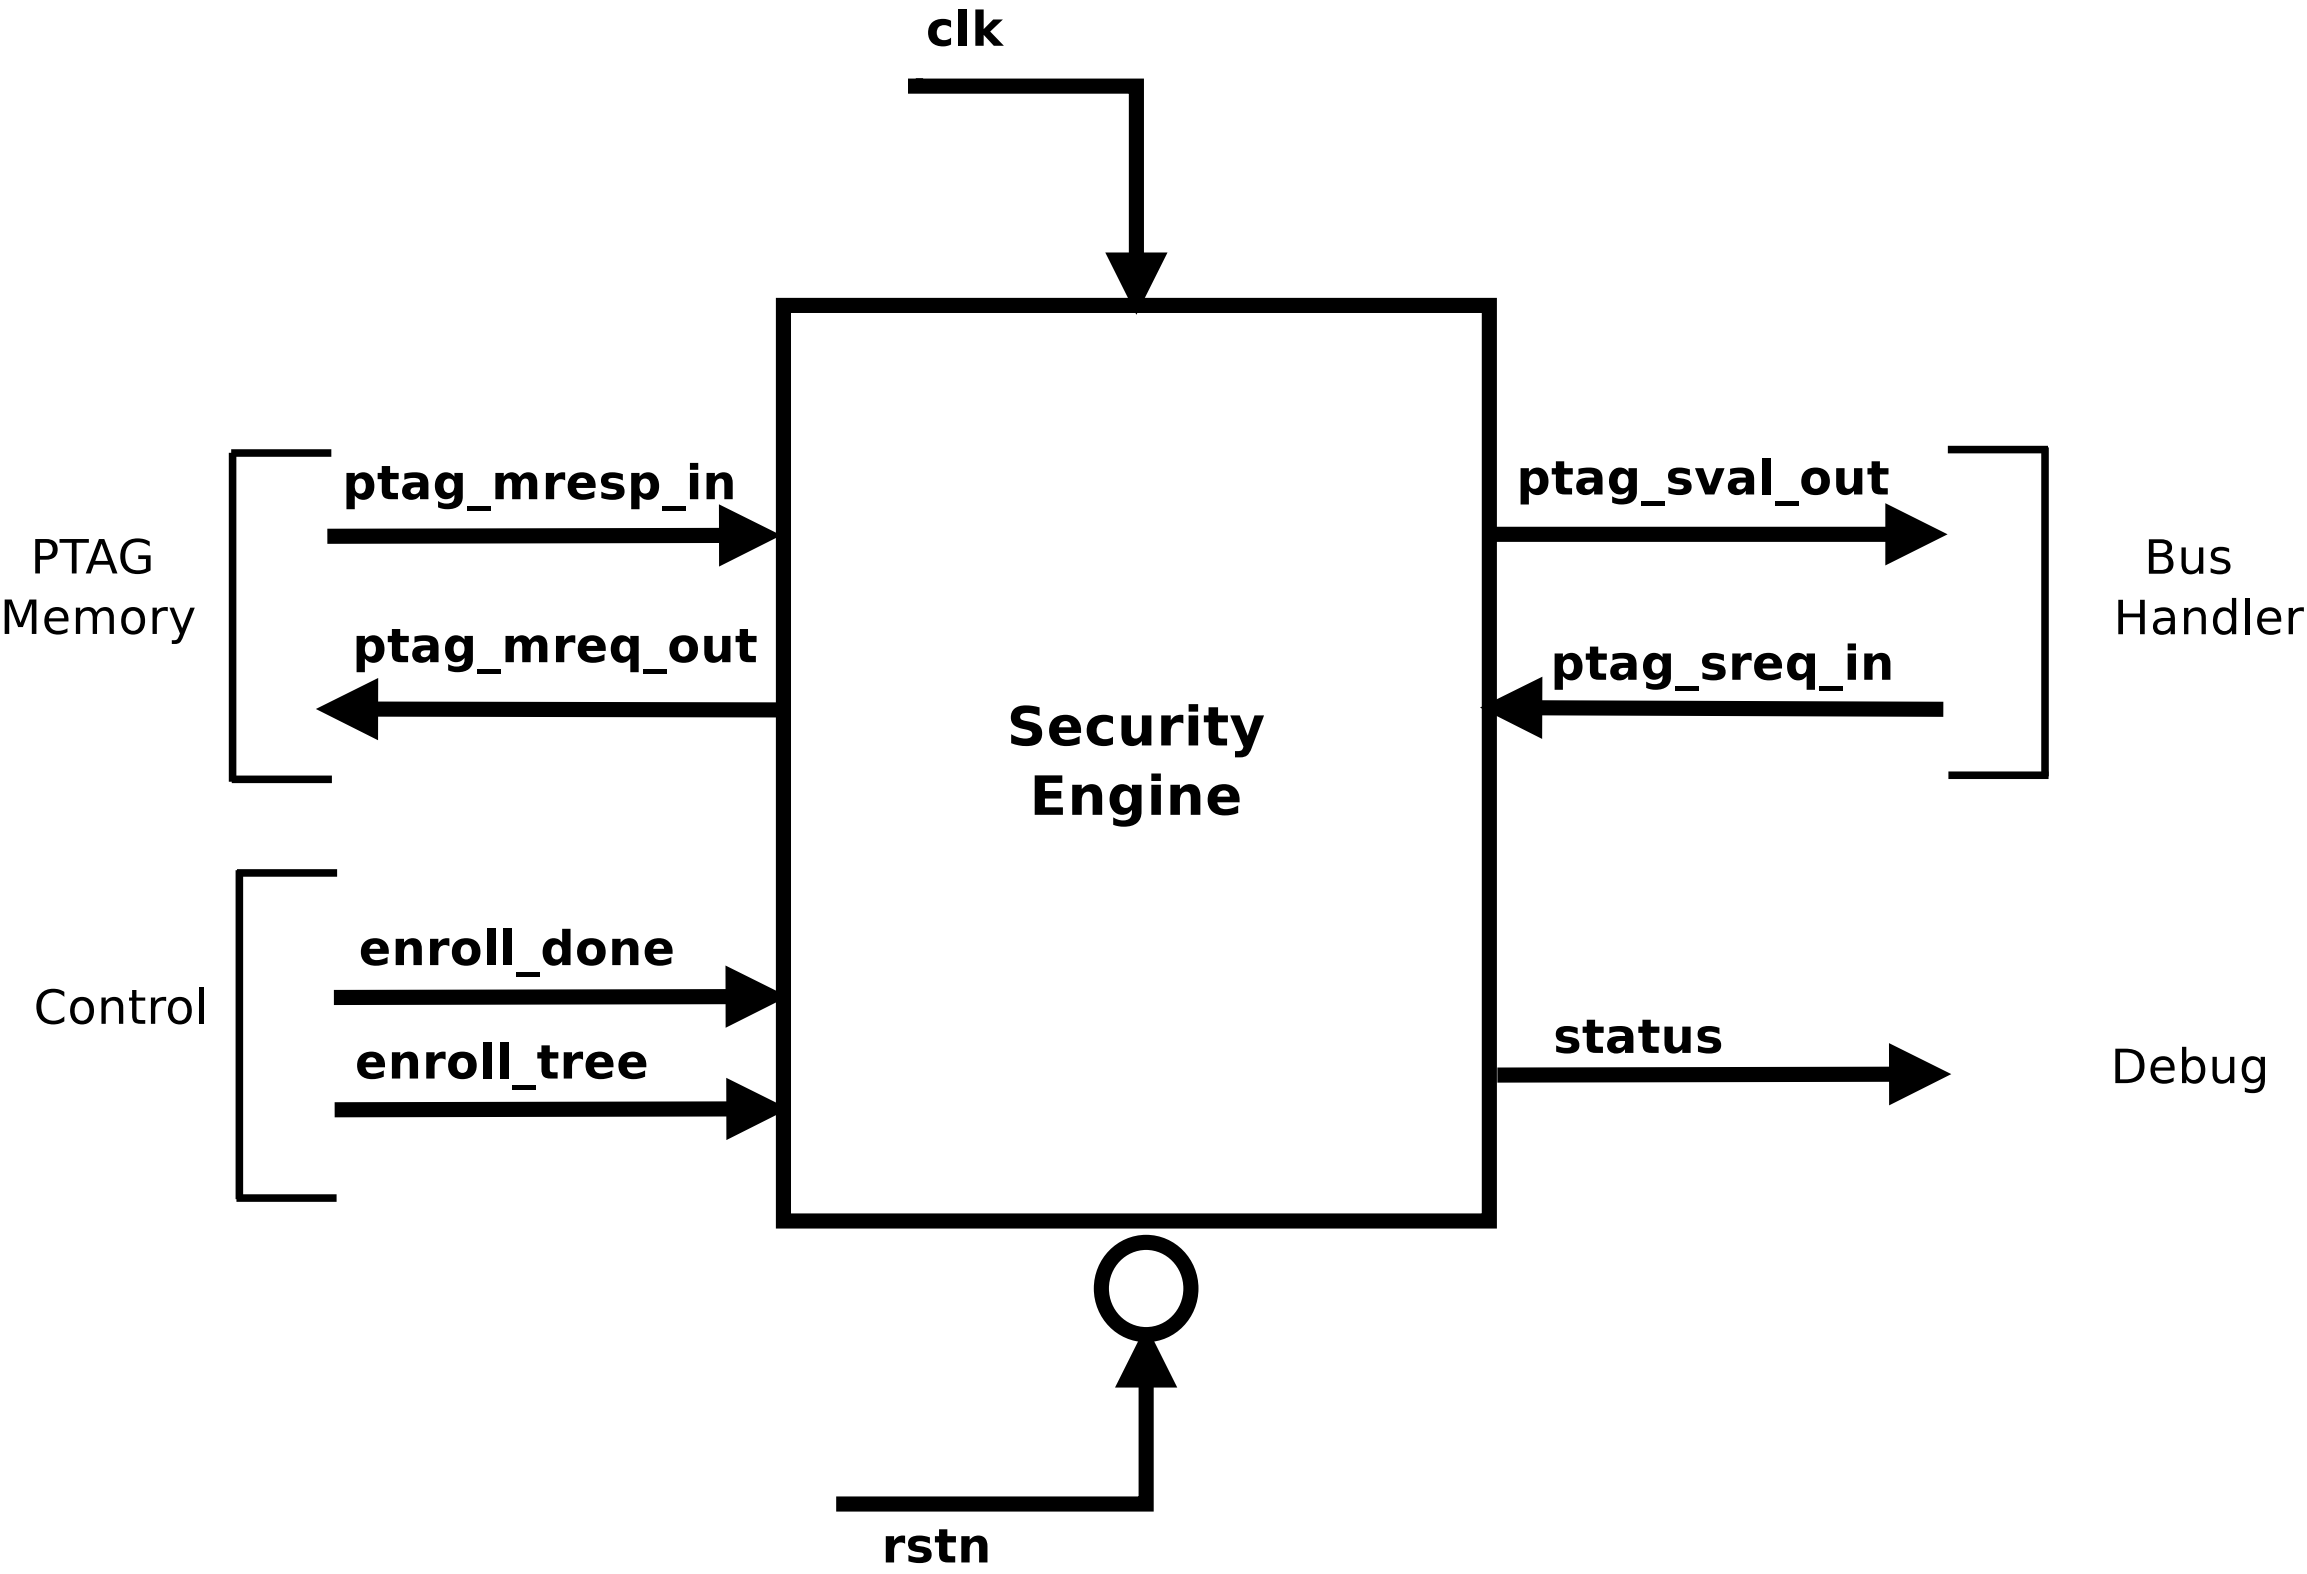 clk
ptag_mresp_in
ptag_sval_out
PTAG
Memory
Bus
Handler
ptag_mreq_out
ptag_sreq_in
Security
Engine
enroll_done
Control
enroll_tree
status
Debug
rstn